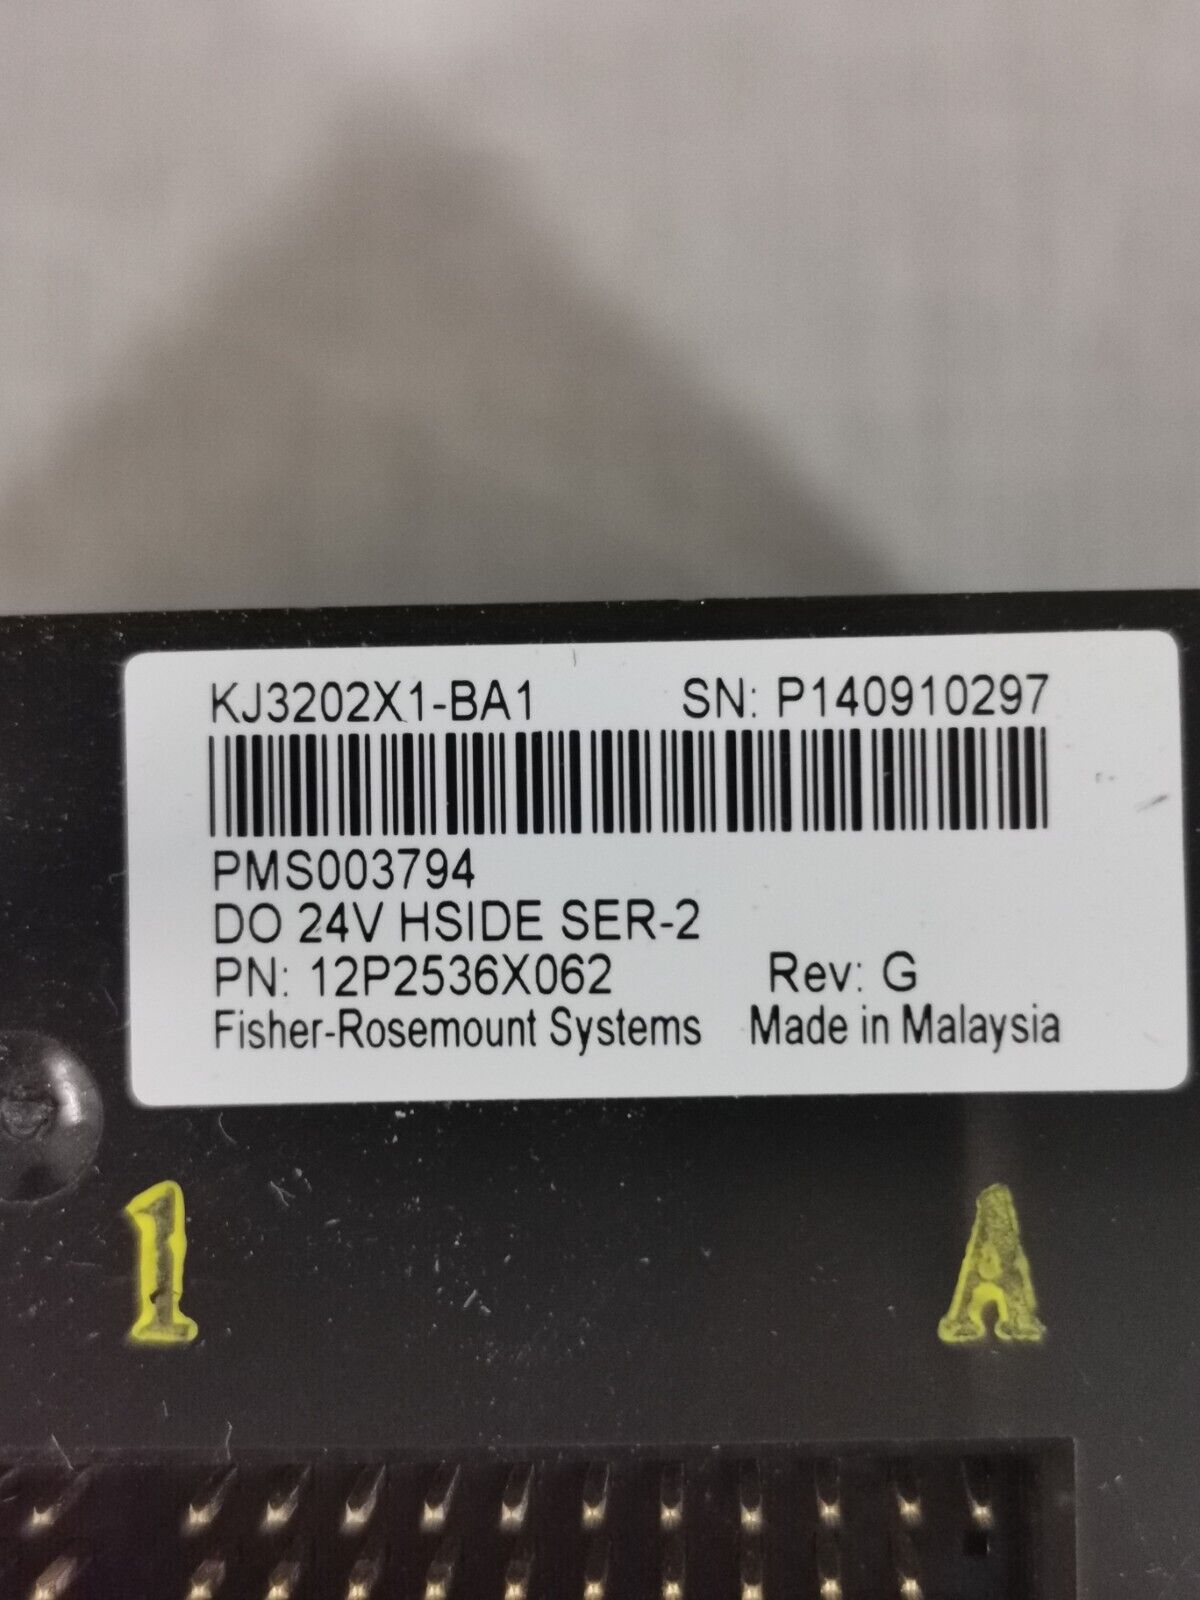 KJ3202X1-BA1 SN: P140910297
PMS003794
DO 24V HSIDE SER-2
PN: 12P2536X062 Rev: G
Fisher-Rosemount Systems Made in Malaysia
1 A